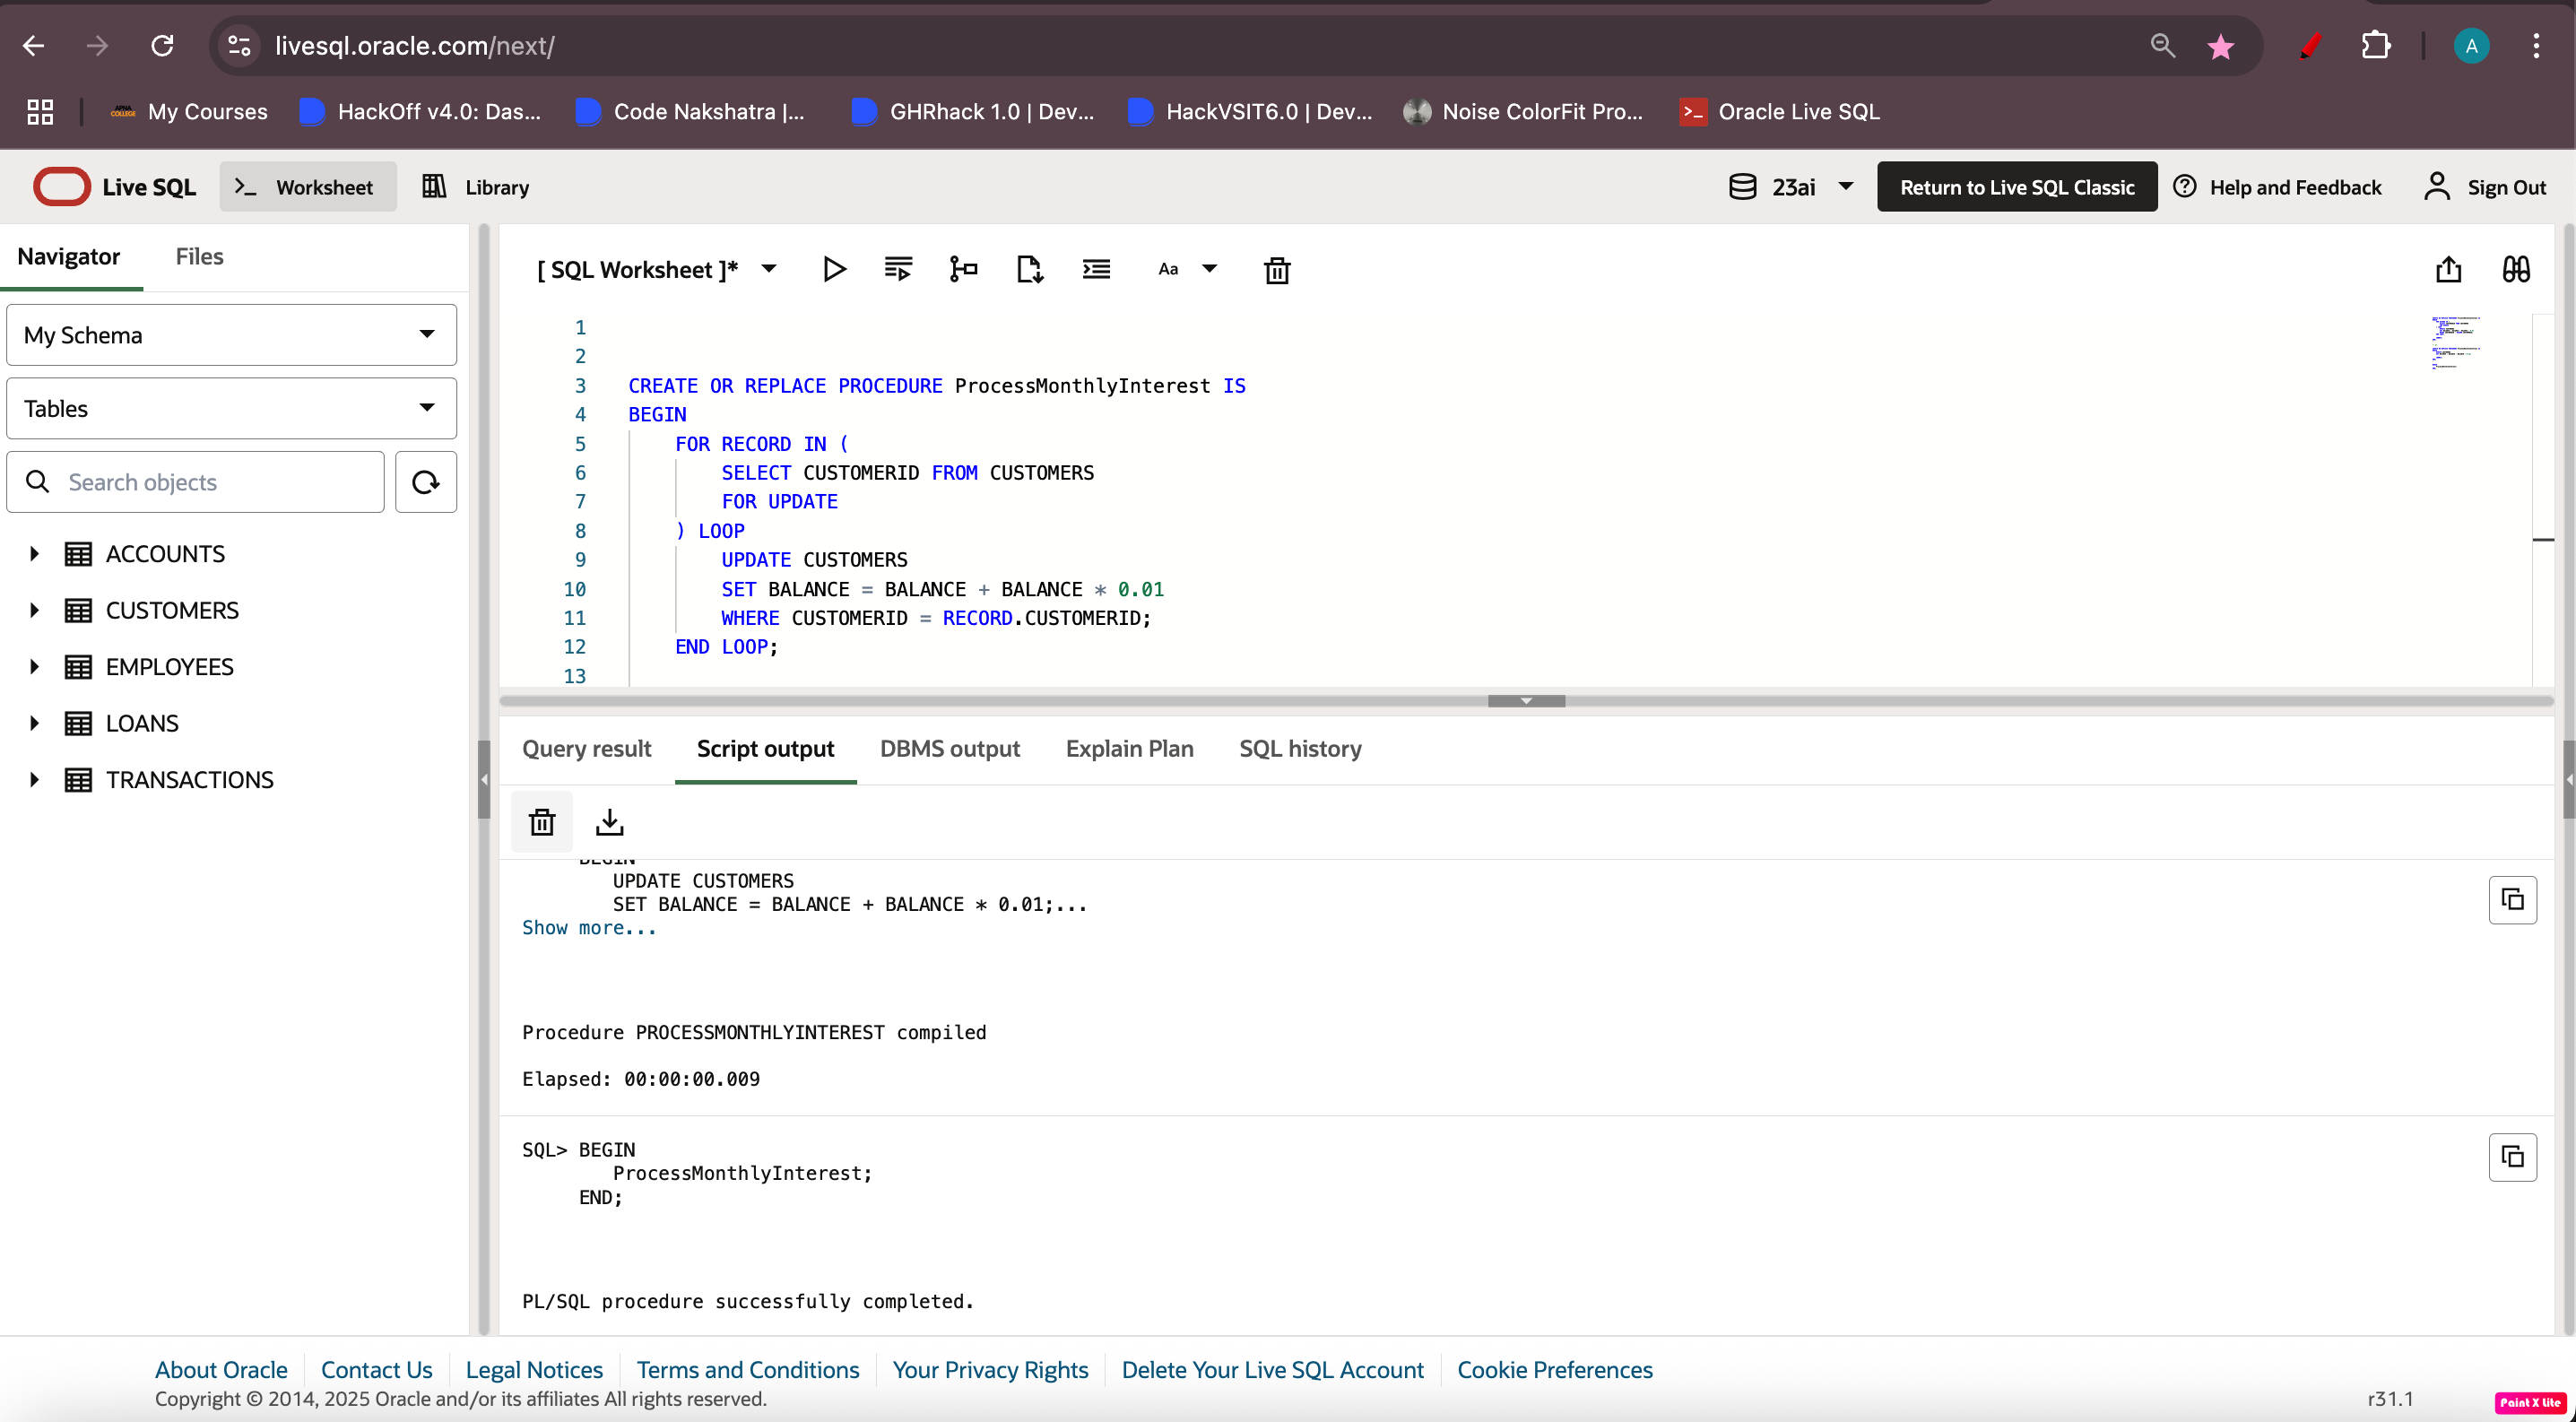 livesql.oracle.com/next/
A
My Courses
HackOff v4.0: Das...
Code Nakshatra |...
GHRhack 1.0 | Dev...
HackVSIT6.0 | Dev...
Noise ColorFit Pro...
Oracle Live SQL
Live SQL
Worksheet
Library
23ai
Return to Live SQL Classic
Help and Feedback
Sign Out
Navigator
Files
My Schema
Tables
Search objects
ACCOUNTS
CUSTOMERS
EMPLOYEES
LOANS
TRANSACTIONS
[ SQL Worksheet ]*
Aa
1
2
3 CREATE OR REPLACE PROCEDURE ProcessMonthlyInterest IS
4 BEGIN
5 FOR RECORD IN (
6 SELECT CUSTOMERID FROM CUSTOMERS
7 FOR UPDATE
8 ) LOOP
9 UPDATE CUSTOMERS
10 SET BALANCE = BALANCE + BALANCE * 0.01
11 WHERE CUSTOMERID = RECORD.CUSTOMERID;
12 END LOOP;
13
Query result
Script output
DBMS output
Explain Plan
SQL history
BEGIN
UPDATE CUSTOMERS
SET BALANCE = BALANCE + BALANCE * 0.01;...
Show more...
Procedure PROCESSMONTHLYINTEREST compiled
Elapsed: 00:00:00.009
SQL> BEGIN
ProcessMonthlyInterest;
END;
PL/SQL procedure successfully completed.
About Oracle
Contact Us
Legal Notices
Terms and Conditions
Your Privacy Rights
Delete Your Live SQL Account
Cookie Preferences
Copyright © 2014, 2025 Oracle and/or its affiliates All rights reserved.
r31.1
Paint X Lite